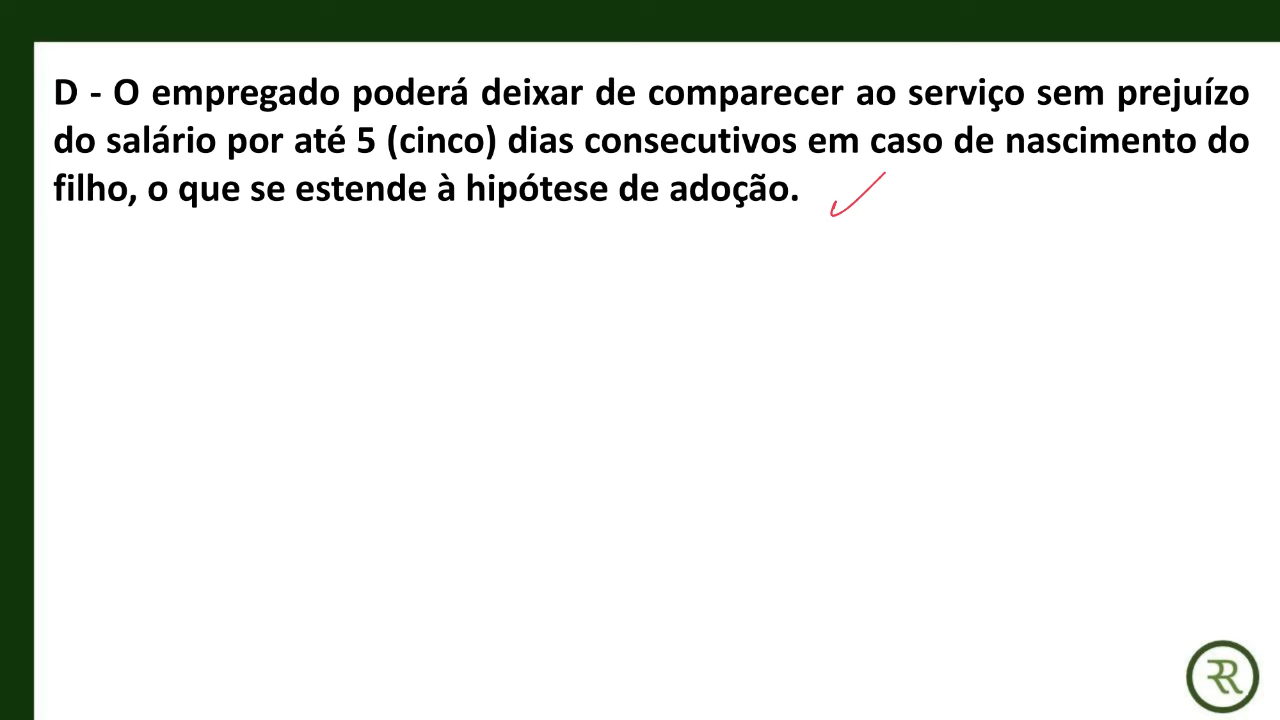 D - O empregado poderá deixar de comparecer ao serviço sem prejuízo
do salário por até 5 (cinco) dias consecutivos em caso de nascimento do
filho, o que se estende à hipótese de adoção.
RR